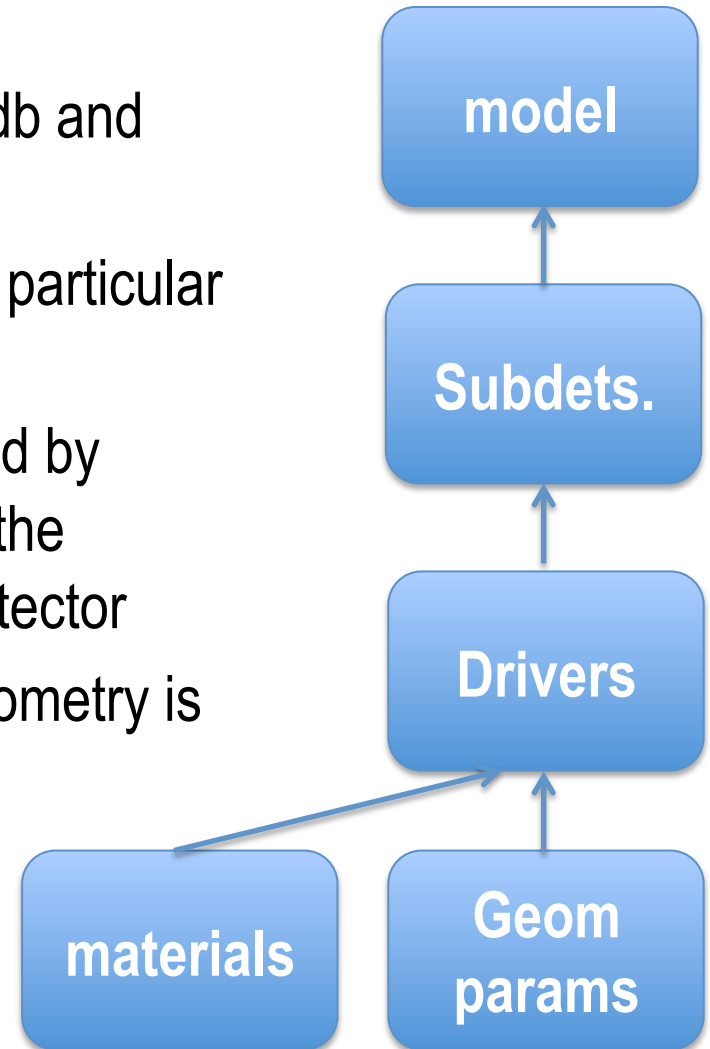 db and
particular
d by
the
tector
ometry is
model
Subdets.
Drivers
materials
Geom
params